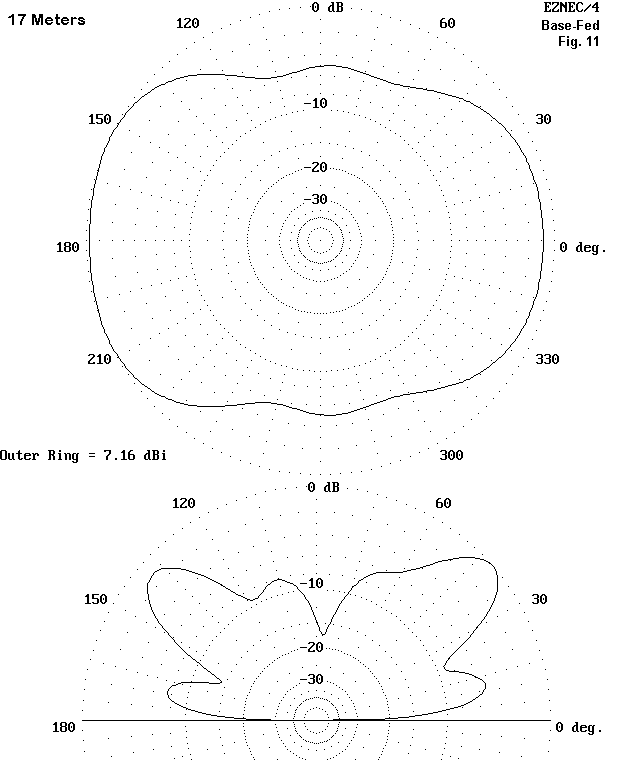 0 dB
EZNEC/4
17 Meters
120
60
Base-Fed
Fig. 11
-10
150
30
-20
-30
180
0 deg.
210
330
Outer Ring = 7.16 dBi
300
0 dB
120
60
-10
150
30
-20
-30
180
0 deg.